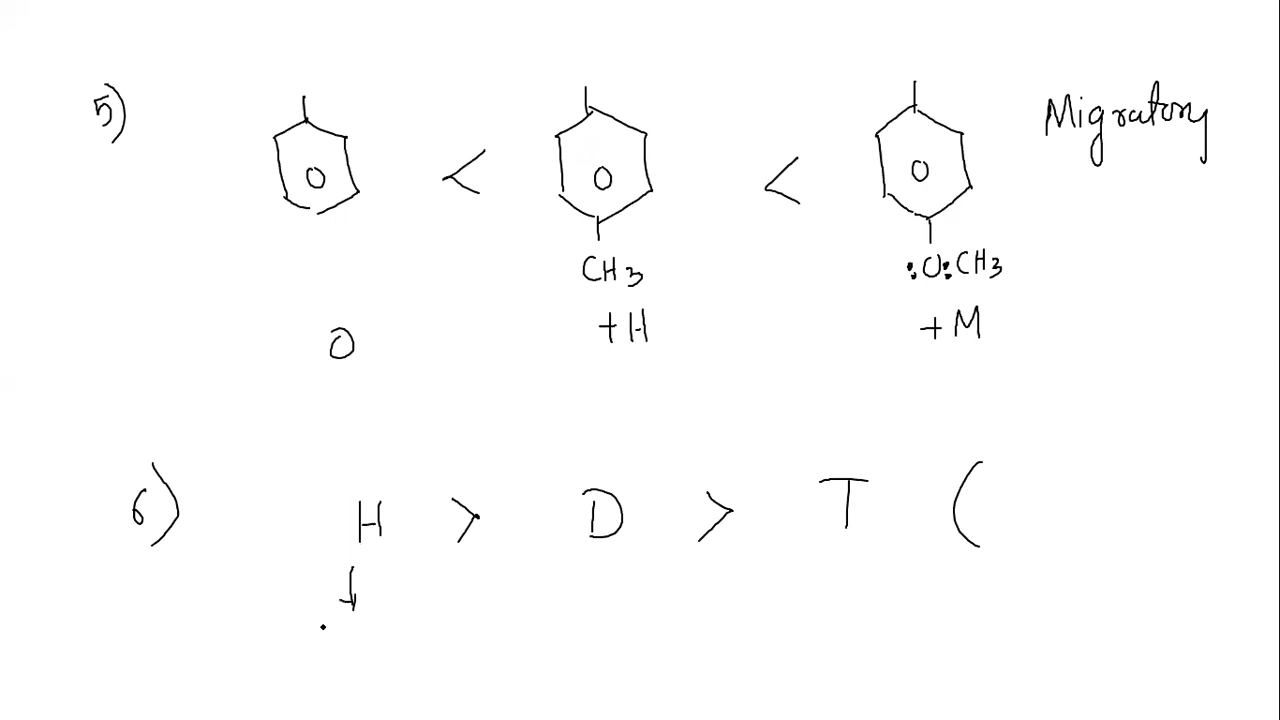 5) < < Migratory
CH3 :O:CH3
O +H +M
6) H > D > T (